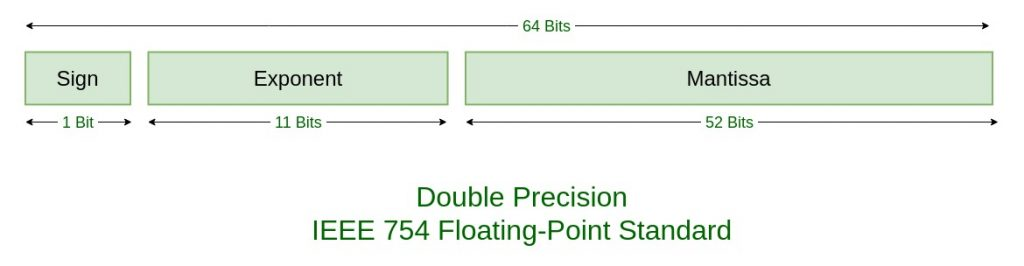 64 Bits
Sign
Exponent
Mantissa
1 Bit
11 Bits
52 Bits
Double Precision
IEEE 754 Floating-Point Standard